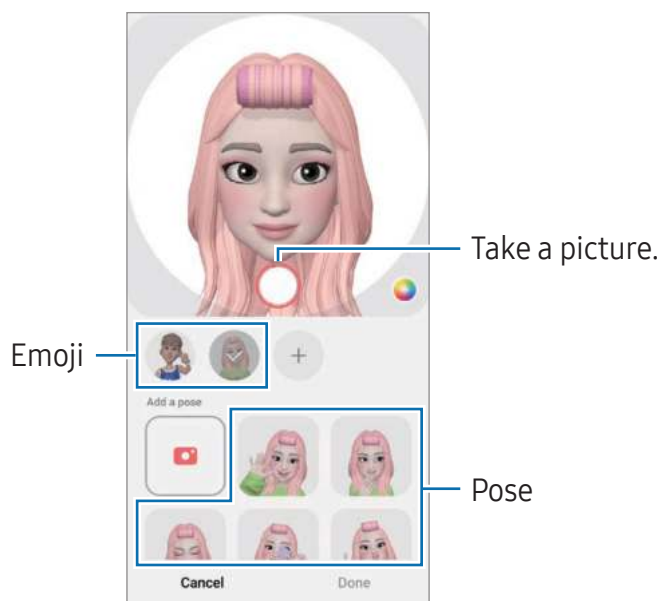 Take a picture.
Emoji
Add a pose
Pose
Cancel
Done